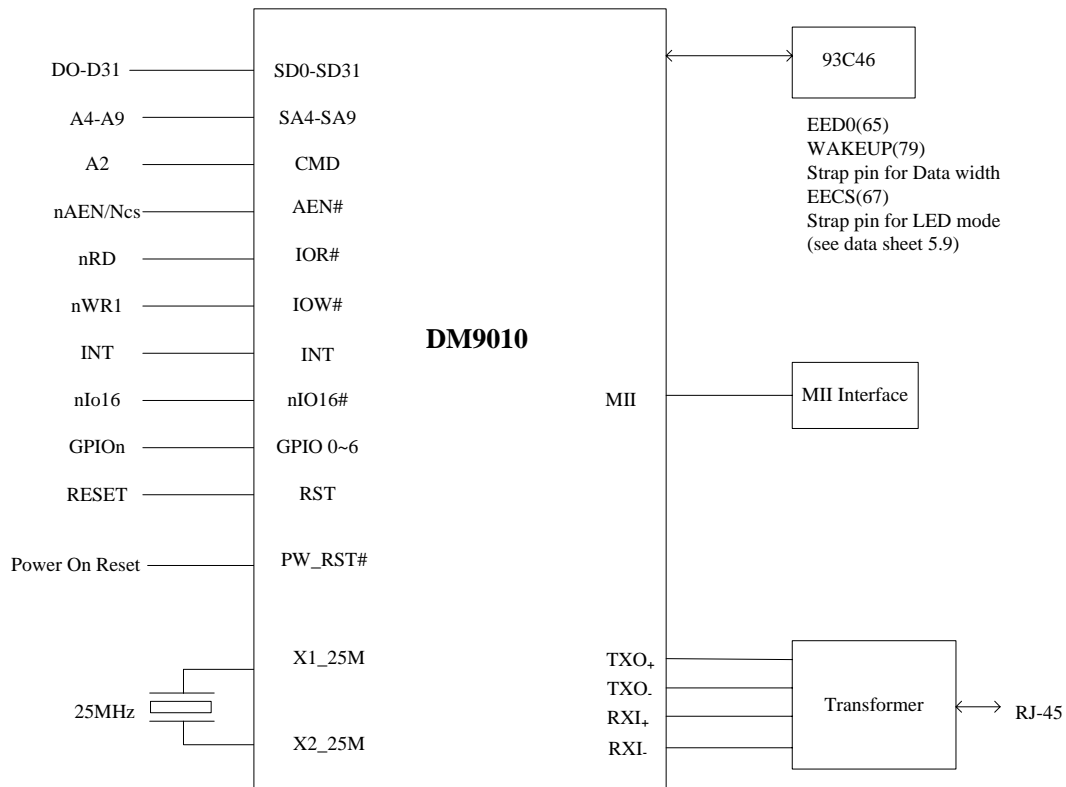 DO-D31
SD0-SD31
A4-A9
SA4-SA9
A2
CMD
nAEN/Ncs
AEN#
nRD
IOR#
nWR1
IOW#
INT
INT
nIo16
nIO16#
GPIOn
GPIO 0~6
RESET
RST
Power On Reset
PW_RST#
25MHz
X1_25M
X2_25M
DM9010
93C46
EED0(65)
WAKEUP(79)
Strap pin for Data width
EECS(67)
Strap pin for LED mode
(see data sheet 5.9)
MII
MII Interface
TXO+
TXO-
RXI+
RXI-
Transformer
RJ-45